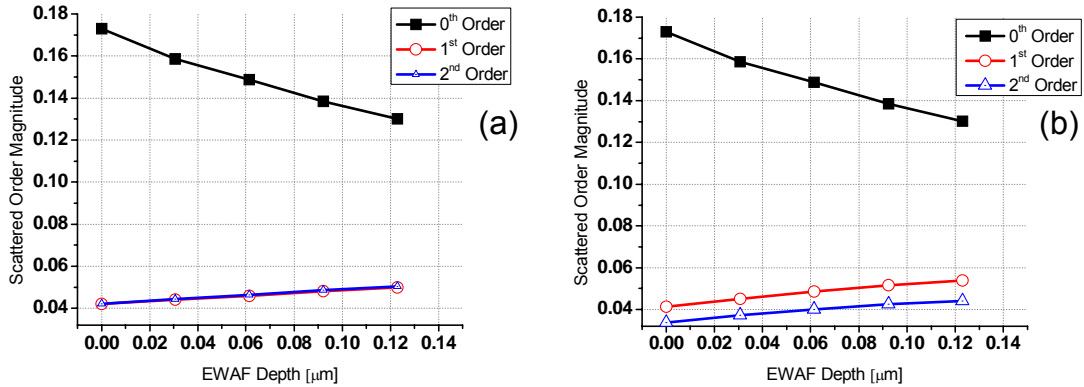 0.18
0.16
0.14
0.12
0.10
0.08
0.06
0.04
Scattered Order Magnitude
0th Order
1st Order
2nd Order
(a)
0.00 0.02 0.04 0.06 0.08 0.10 0.12 0.14
EWAF Depth [μm]
0.18
0.16
0.14
0.12
0.10
0.08
0.06
0.04
Scattered Order Magnitude
0th Order
1st Order
2nd Order
(b)
0.00 0.02 0.04 0.06 0.08 0.10 0.12 0.14
EWAF Depth [μm]